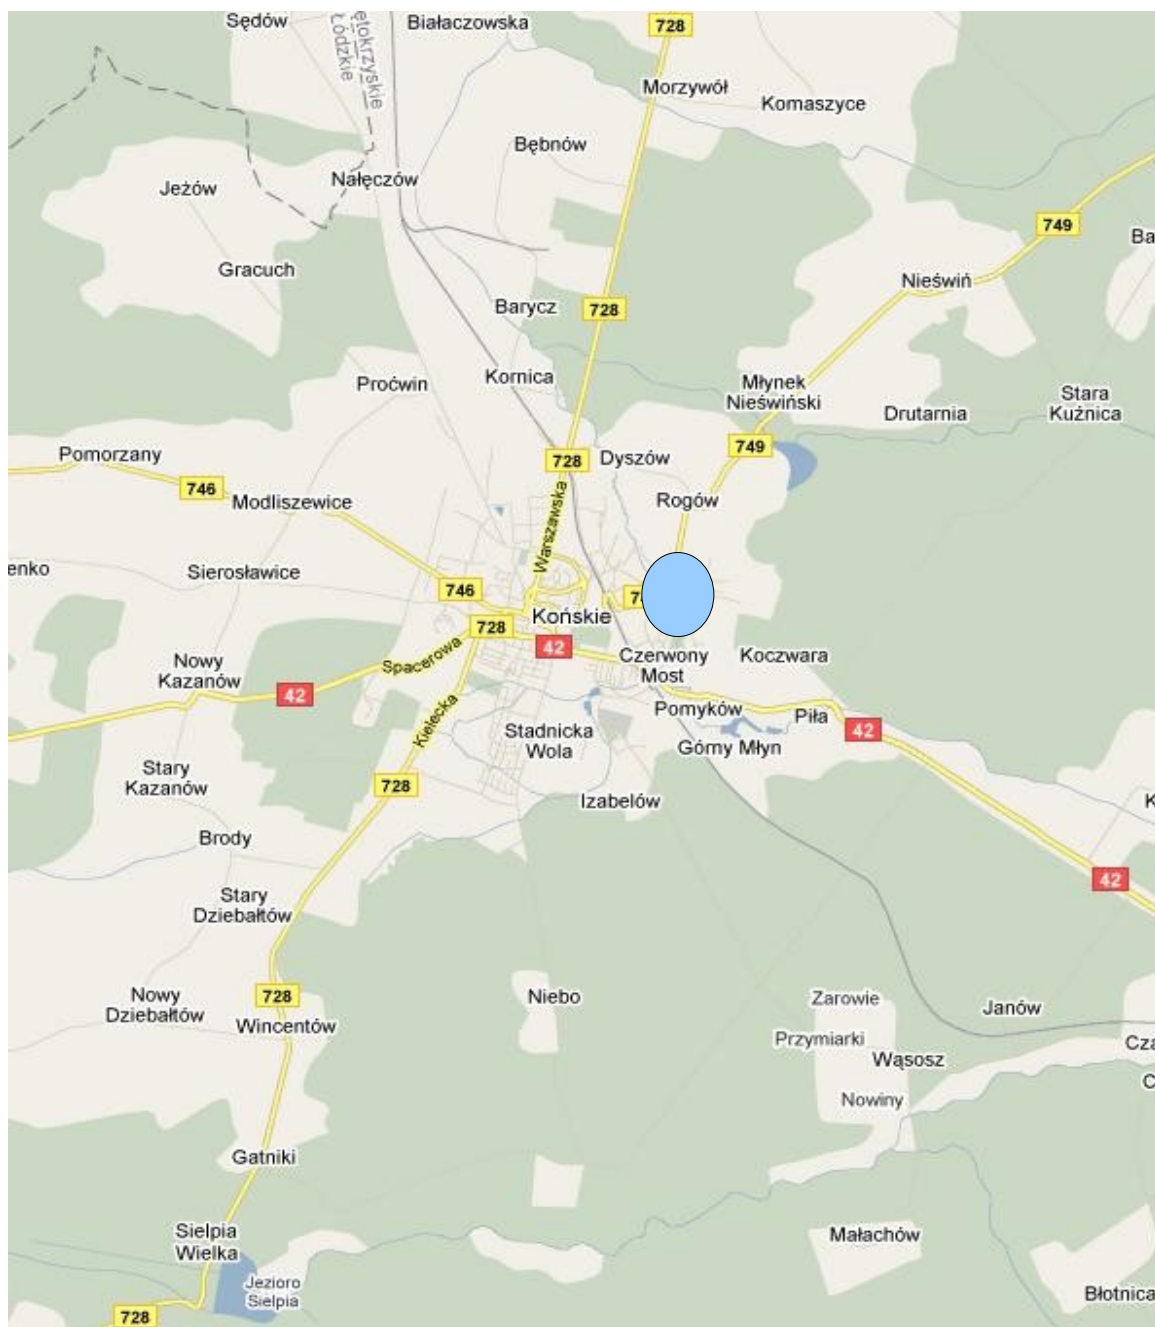 Sędów
Białaczowska
ętokrzyskie
Łódzkie
728
Morzywół
Komaszyce
Bębnów
Nałęczów
Jeżów
749
Ba
Gracuch
Nieświn
Barycz
728
Proćwin
Kornica
Młynek
Nieświński
Stara
Kuźnica
Drutarnia
Pomorzany
728
Dyszów
749
746
Modliszewice
Warszawska
Rogów
enko
Sierosławice
746
7
Końskie
728
42
Spacerowa
Czerwony
Most
Koczwara
Nowy
Kazanów
42
Kielecka
Pomyków
Piła
42
Stadnicka
Wola
Górny Młyn
Stary
Kazanów
728
Izabelów
K
Brody
42
Stary
Dziebałtów
Nowy
Dziebałtów
728
Wincentów
Niebo
Zarowie
Janów
Przymiarki
Wąsosz
Cza
C
Nowiny
Gatniki
Sielpia
Wielka
Małachów
Jezioro
Sielpia
Błotnica
728